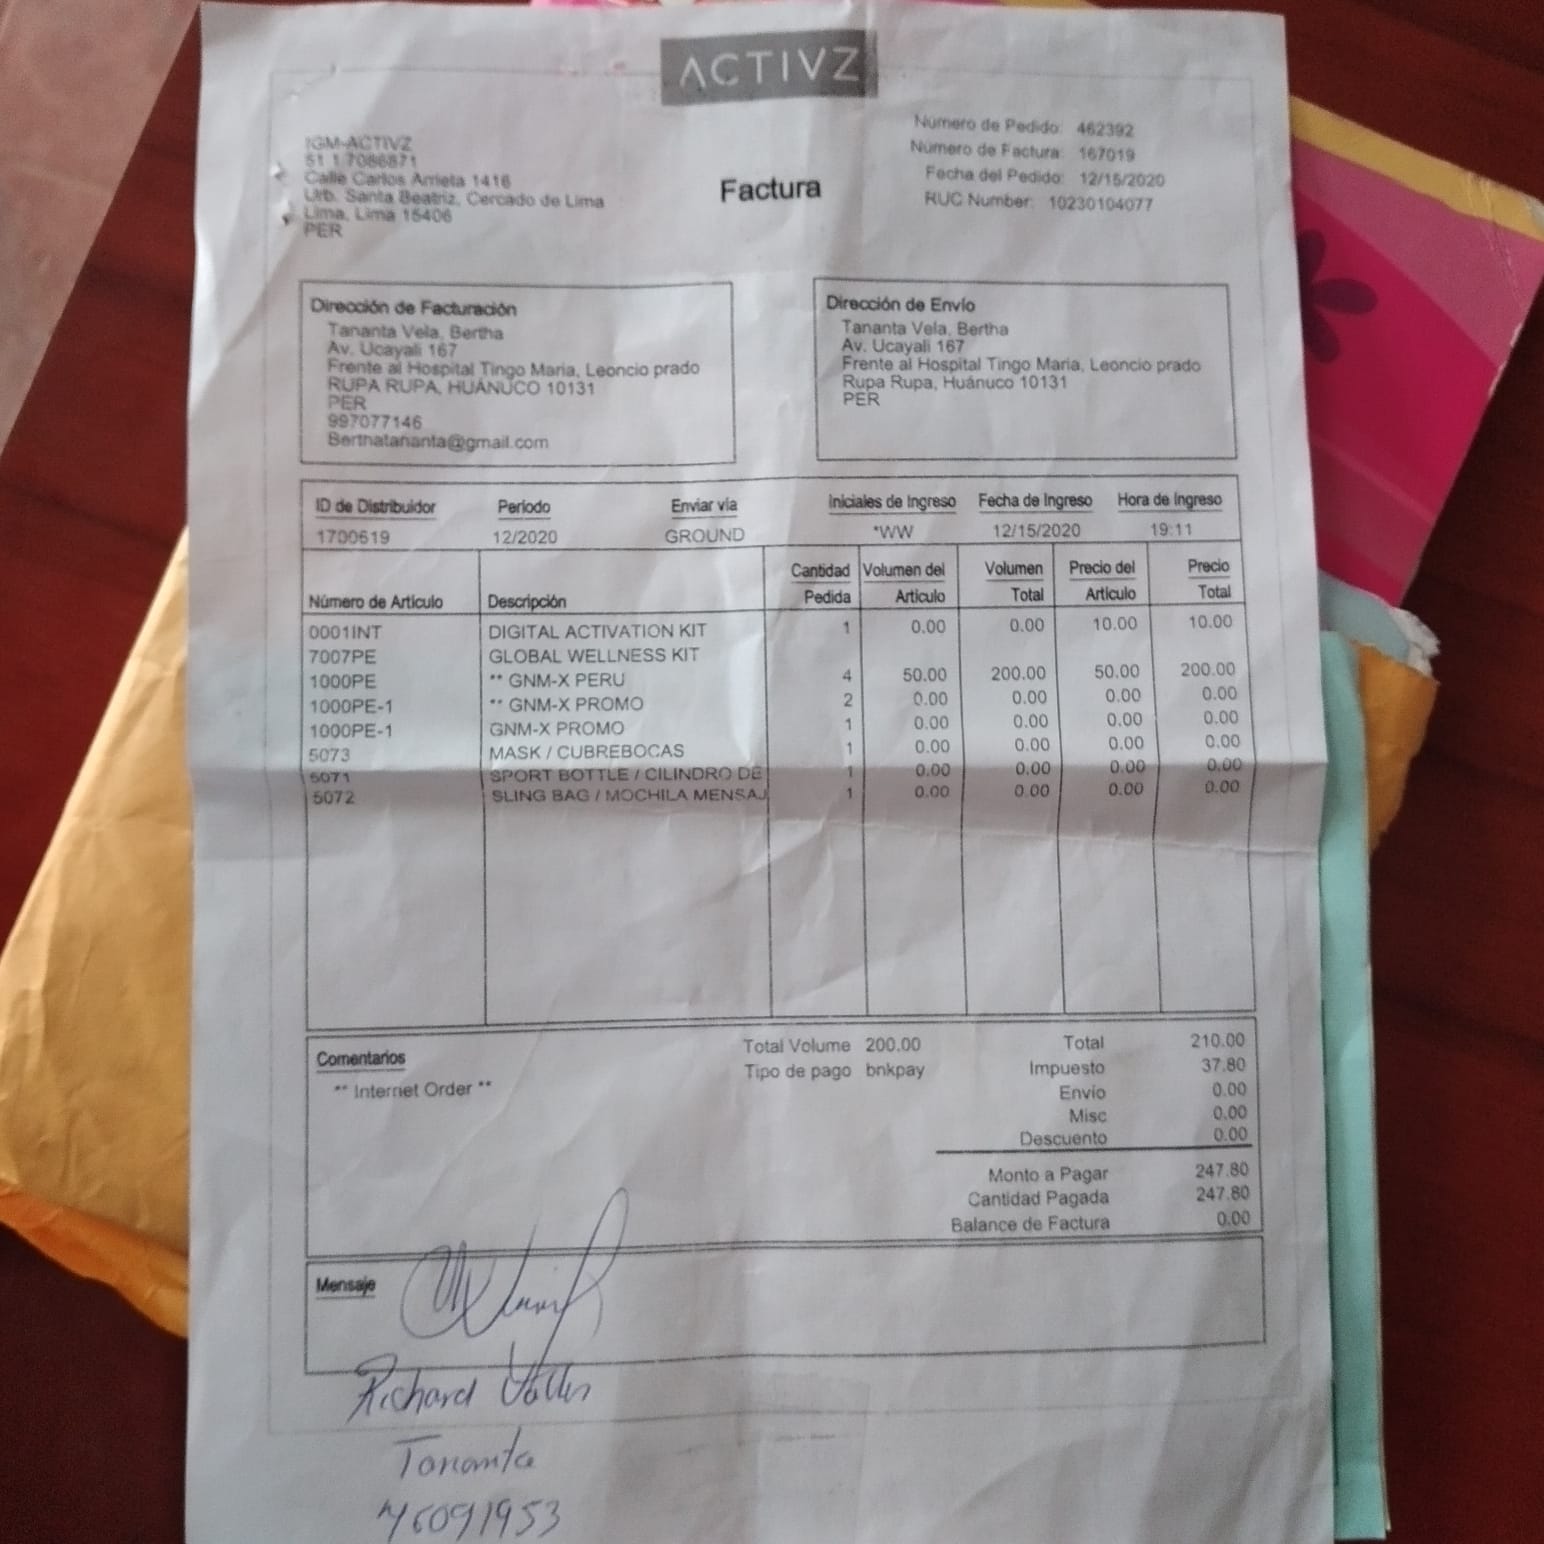 ACTIVZ
IGM-ACTIVZ
51 1 7086871
Calle Carlos Arrieta 1416
Urb. Santa Beatriz, Cercado de Lima
Lima, Lima 15406
PER
Factura
Número de Pedido: 462392
Número de Factura: 167019
Fecha del Pedido: 12/15/2020
RUC Number: 10230104077
Dirección de Facturación
Tananta Vela, Bertha
Av. Ucayali 167
Frente al Hospital Tingo Maria, Leoncio prado
RUPA RUPA, HUÁNUCO 10131
PER
997077146
Berthatananta@gmail.com
Dirección de Envío
Tananta Vela, Bertha
Av. Ucayali 167
Frente al Hospital Tingo Maria, Leoncio prado
Rupa Rupa, Huánuco 10131
PER
ID de Distribuidor Período Enviar vía Iniciales de Ingreso Fecha de Ingreso Hora de Ingreso
1700619 12/2020 GROUND *WW 12/15/2020 19:11
Número de Artículo Descripción Cantidad Pedida Volumen del Artículo Volumen Total Precio del Artículo Precio Total
0001INT DIGITAL ACTIVATION KIT 1 0.00 0.00 10.00 10.00
7007PE GLOBAL WELLNESS KIT
1000PE ** GNM-X PERU 4 50.00 200.00 50.00 200.00
1000PE-1 ** GNM-X PROMO 2 0.00 0.00 0.00 0.00
1000PE-1 GNM-X PROMO 1 0.00 0.00 0.00 0.00
5073 MASK / CUBREBOCAS 1 0.00 0.00 0.00 0.00
5071 SPORT BOTTLE / CILINDRO DE 1 0.00 0.00 0.00 0.00
5072 SLING BAG / MOCHILA MENSAJ 1 0.00 0.00 0.00 0.00
Comentarios
** Internet Order **
Total Volume 200.00
Tipo de pago bnkpay
Total 210.00
Impuesto 37.80
Envío 0.00
Misc 0.00
Descuento 0.00
Monto a Pagar 247.80
Cantidad Pagada 247.80
Balance de Factura 0.00
Mensaje
Richard
Tananta
76091953